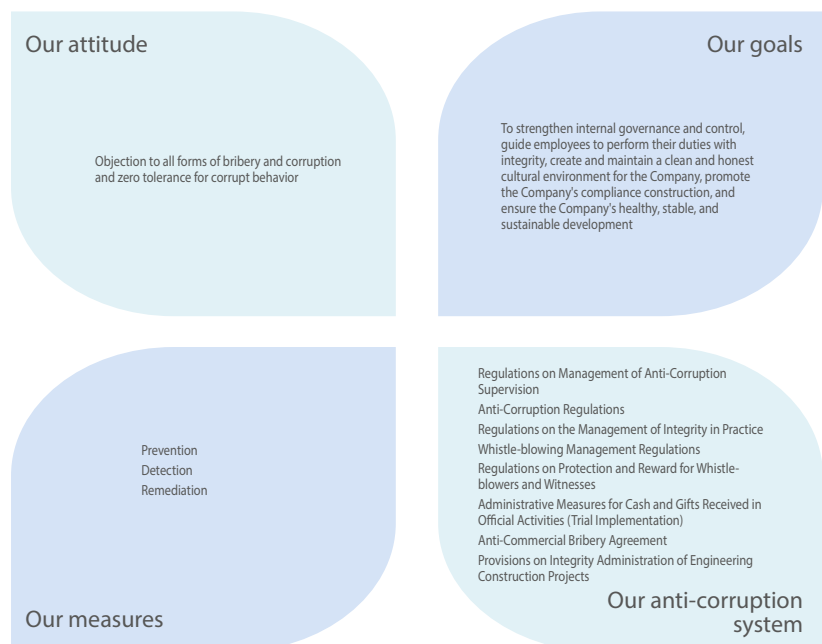 Our attitude
Objection to all forms of bribery and corruption
and zero tolerance for corrupt behavior
Our goals
To strengthen internal governance and control,
guide employees to perform their duties with
integrity, create and maintain a clean and honest
cultural environment for the Company, promote
the Company's compliance construction, and
ensure the Company's healthy, stable, and
sustainable development
Prevention
Detection
Remediation
Our measures
Regulations on Management of Anti-Corruption
Supervision
Anti-Corruption Regulations
Regulations on the Management of Integrity in Practice
Whistle-blowing Management Regulations
Regulations on Protection and Reward for Whistle-
blowers and Witnesses
Administrative Measures for Cash and Gifts Received in
Official Activities (Trial Implementation)
Anti-Commercial Bribery Agreement
Provisions on Integrity Administration of Engineering
Construction Projects
Our anti-corruption
system